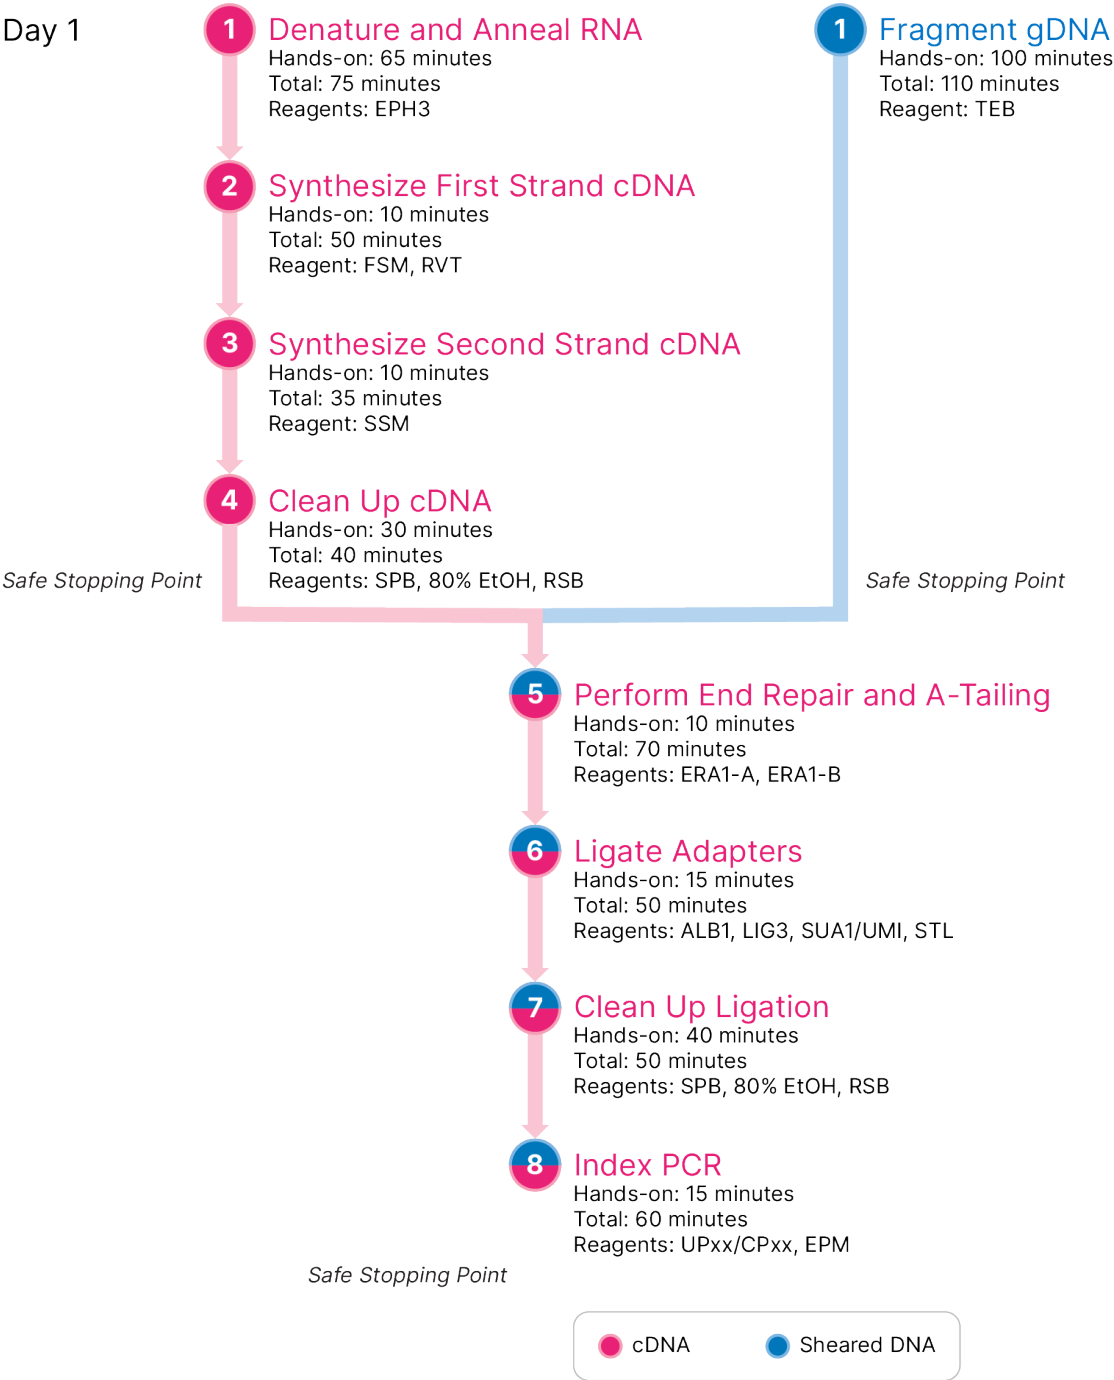 Day 1
1
Denature and Anneal RNA
Hands-on: 65 minutes
Total: 75 minutes
Reagents: EPH3
1
Fragment gDNA
Hands-on: 100 minutes
Total: 110 minutes
Reagent: TEB
2
Synthesize First Strand cDNA
Hands-on: 10 minutes
Total: 50 minutes
Reagent: FSM, RVT
3
Synthesize Second Strand cDNA
Hands-on: 10 minutes
Total: 35 minutes
Reagent: SSM
4
Clean Up cDNA
Hands-on: 30 minutes
Total: 40 minutes
Reagents: SPB, 80% EtOH, RSB
Safe Stopping Point
Safe Stopping Point
5
Perform End Repair and A-Tailing
Hands-on: 10 minutes
Total: 70 minutes
Reagents: ERA1-A, ERA1-B
6
Ligate Adapters
Hands-on: 15 minutes
Total: 50 minutes
Reagents: ALB1, LIG3, SUA1/UMI, STL
7
Clean Up Ligation
Hands-on: 40 minutes
Total: 50 minutes
Reagents: SPB, 80% EtOH, RSB
8
Index PCR
Hands-on: 15 minutes
Total: 60 minutes
Reagents: UPxx/CPxx, EPM
Safe Stopping Point
cDNA
Sheared DNA